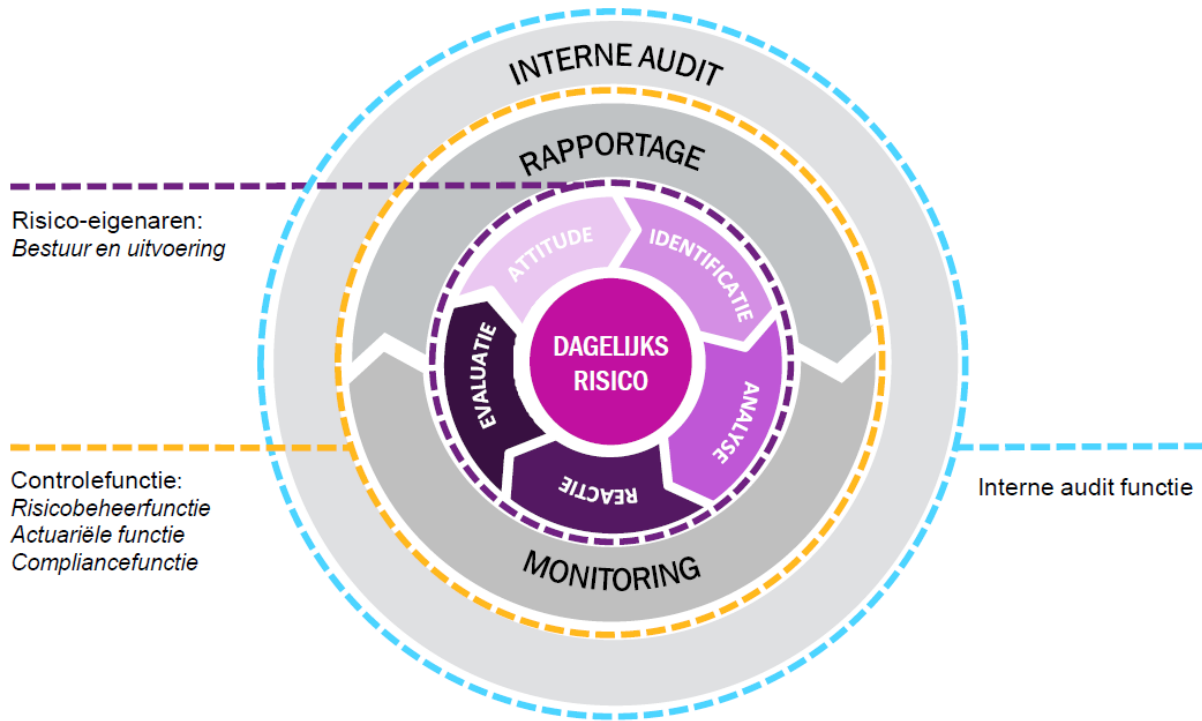 INTERNE AUDIT
RAPPORTAGE
Risico-eigenaren:
Bestuur en uitvoering
ATTITUDE
IDENTIFICATIE
EVALUATIE
DAGELIJKS
RISICO
ANALYSE
REACTIE
MONITORING
Controlefunctie:
Risicobeheerfunctie
Actuariële functie
Compliancefunctie
Interne audit functie